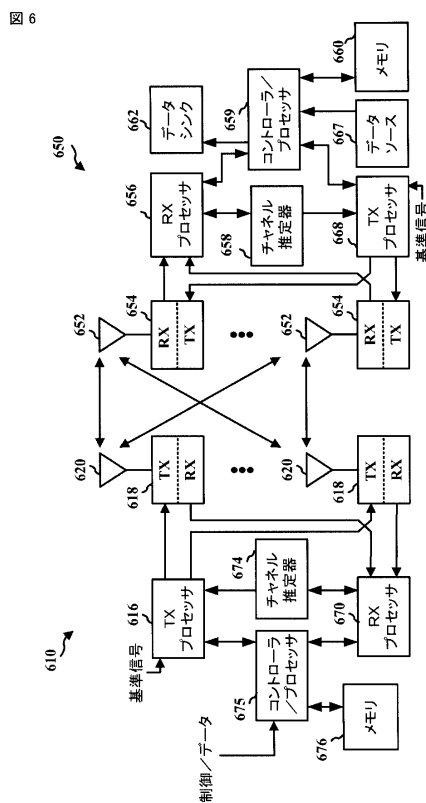 図 6
610
650
基準信号
616
TX
プロセッサ
制御／データ
675
コントローラ
／プロセッサ
676
メモリ
674
チャネル
推定器
670
RX
プロセッサ
620
618
TX
RX
620
618
TX
RX
652
654
RX
TX
652
654
RX
TX
656
RX
プロセッサ
658
チャネル
推定器
668
TX
プロセッサ
基準信号
662
データ
シンク
659
コントローラ／
プロセッサ
667
データ
ソース
660
メモリ